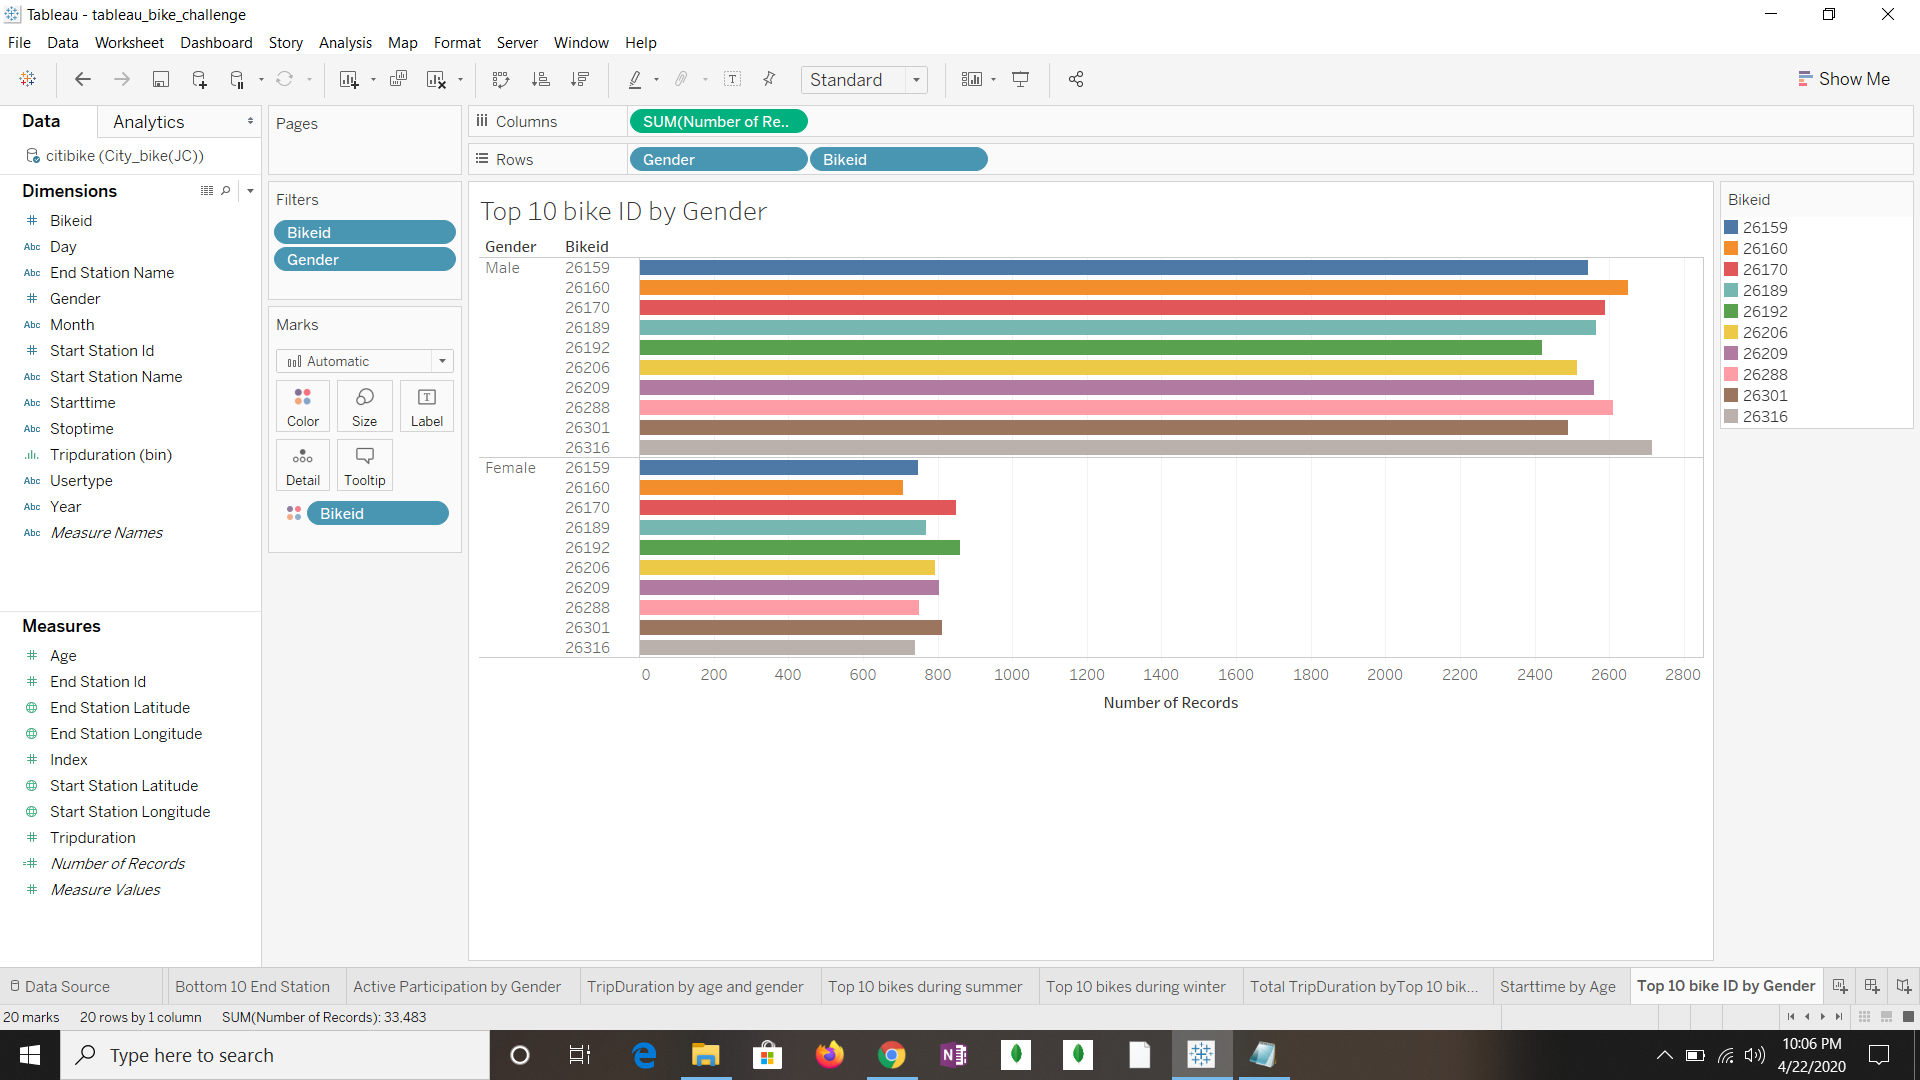 Tableau - tableau_bike_challenge
File Data Worksheet Dashboard Story Analysis Map Format Server Window Help
Standard
Show Me
Data Analytics
citibike (City_bike(JC))
Dimensions
# Bikeid
Abc Day
Abc End Station Name
# Gender
Abc Month
# Start Station Id
Abc Start Station Name
Abc Starttime
Abc Stoptime
Tripduration (bin)
Abc Usertype
Abc Year
Abc Measure Names
Measures
# Age
# End Station Id
End Station Latitude
End Station Longitude
# Index
Start Station Latitude
Start Station Longitude
# Tripduration
=# Number of Records
# Measure Values
Pages
Filters
Bikeid
Gender
Marks
Automatic
Color Size Label
Detail Tooltip
Bikeid
Columns SUM(Number of Re..
Rows Gender Bikeid
Top 10 bike ID by Gender
Gender Bikeid
Male 26159
26160
26170
26189
26192
26206
26209
26288
26301
26316
Female 26159
26160
26170
26189
26192
26206
26209
26288
26301
26316
0 200 400 600 800 1000 1200 1400 1600 1800 2000 2200 2400 2600 2800
Number of Records
Bikeid
26159
26160
26170
26189
26192
26206
26209
26288
26301
26316
Data Source Bottom 10 End Station Active Participation by Gender TripDuration by age and gender Top 10 bikes during summer Top 10 bikes during winter Total TripDuration byTop 10 bik... Starttime by Age Top 10 bike ID by Gender
20 marks 20 rows by 1 column SUM(Number of Records): 33,483
Type here to search
10:06 PM
4/22/2020